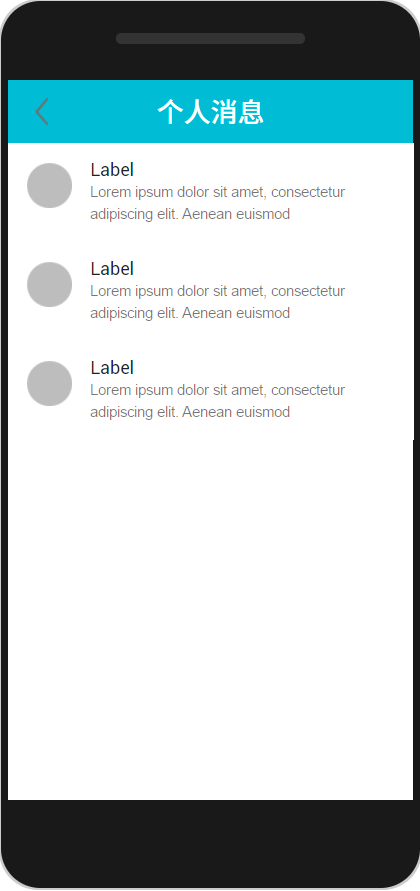 个人消息
Label
Lorem ipsum dolor sit amet, consectetur
adipiscing elit. Aenean euismod
Label
Lorem ipsum dolor sit amet, consectetur
adipiscing elit. Aenean euismod
Label
Lorem ipsum dolor sit amet, consectetur
adipiscing elit. Aenean euismod